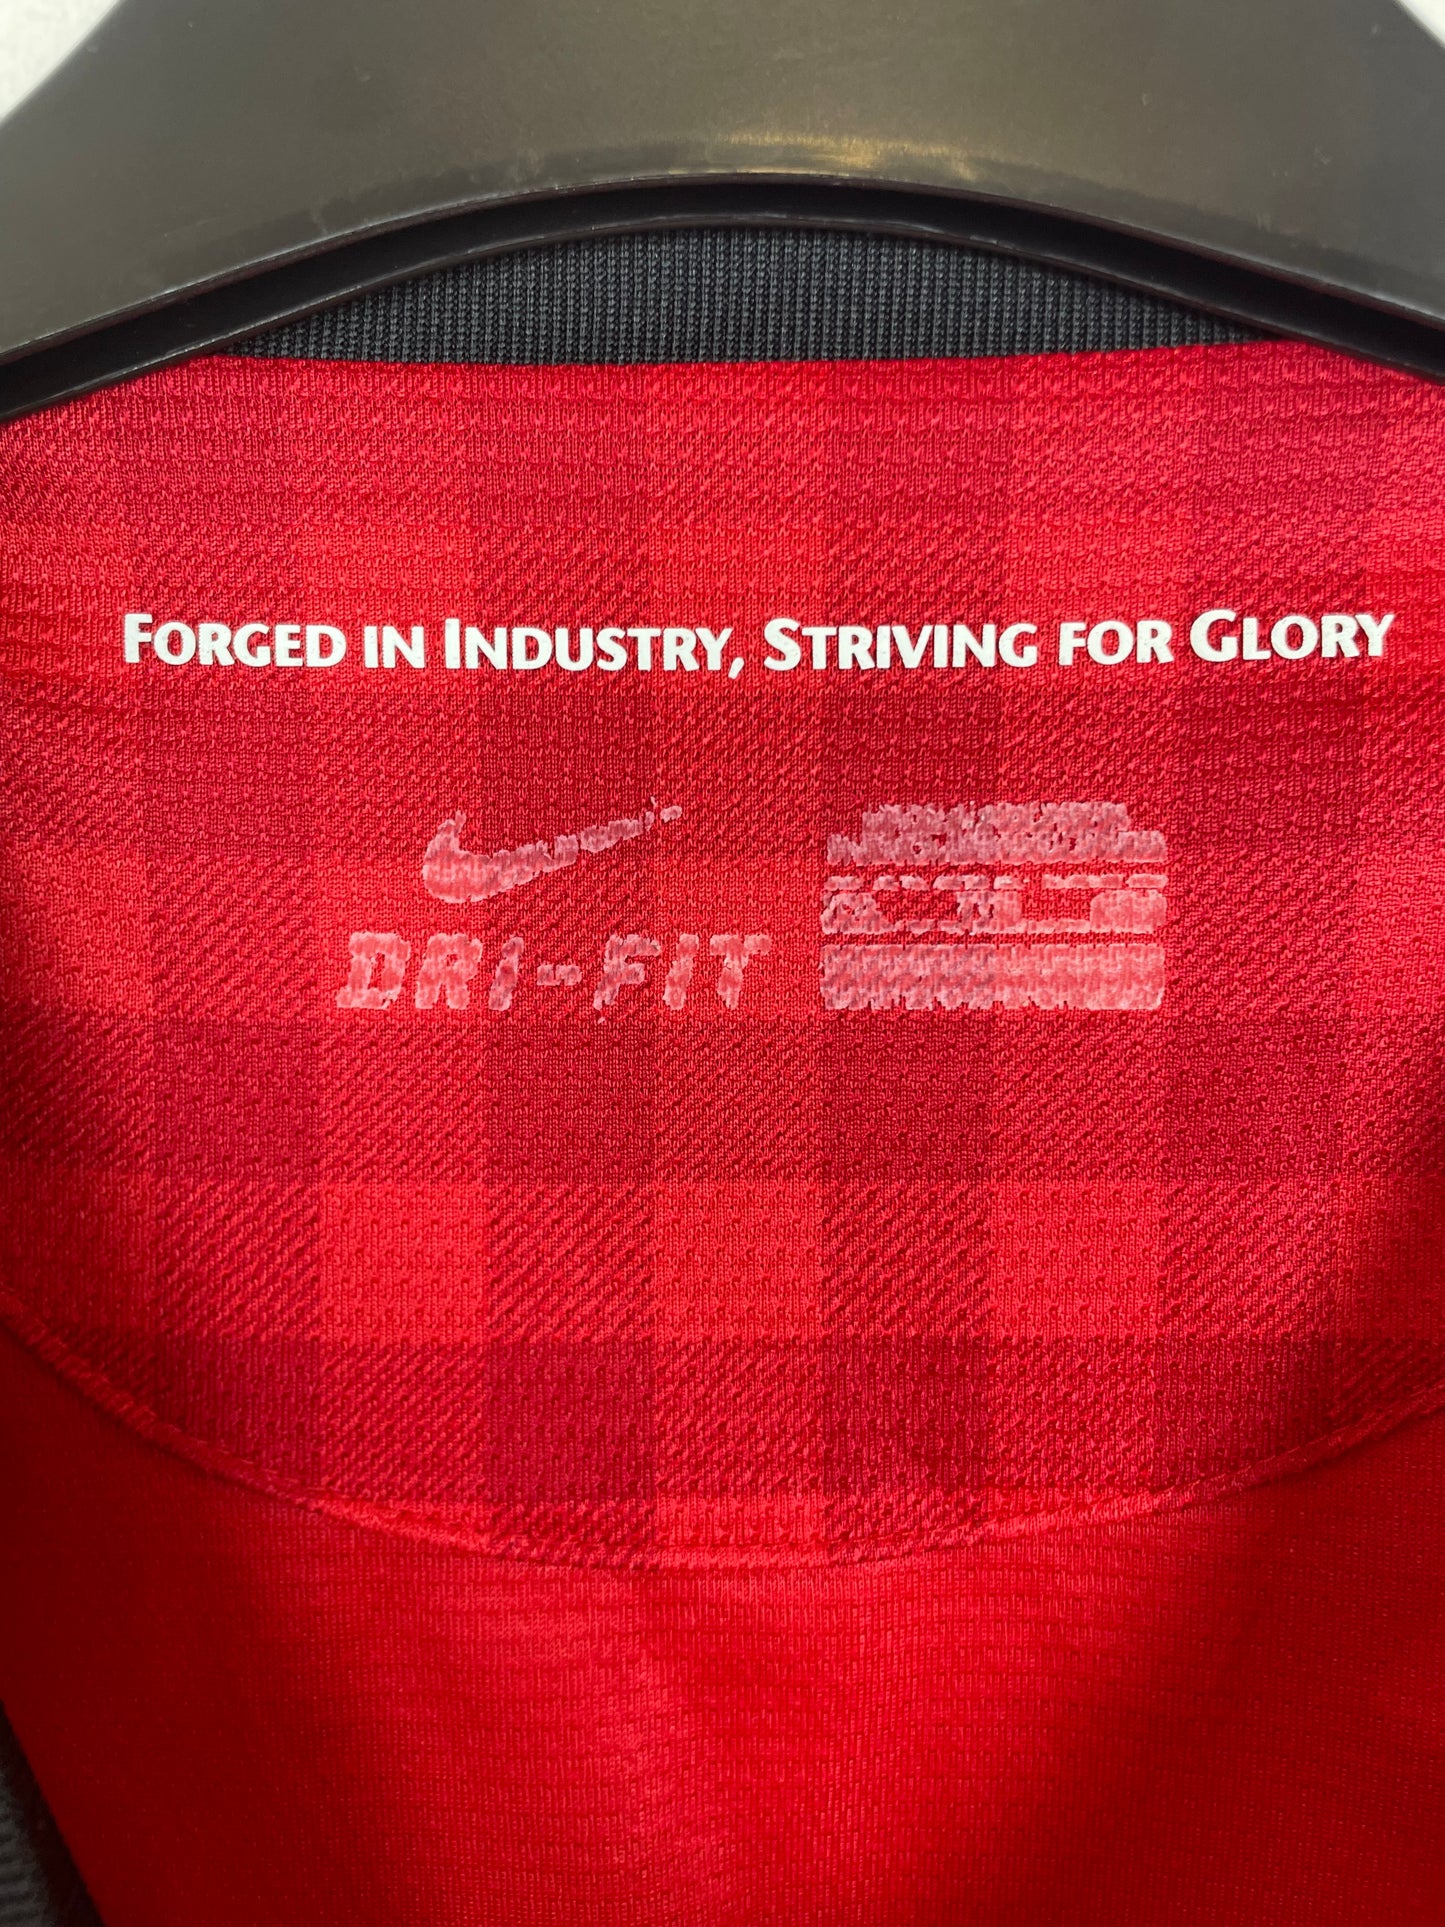 FORGED IN INDUSTRY, STRIVING FOR GLORY
DRI-FIT